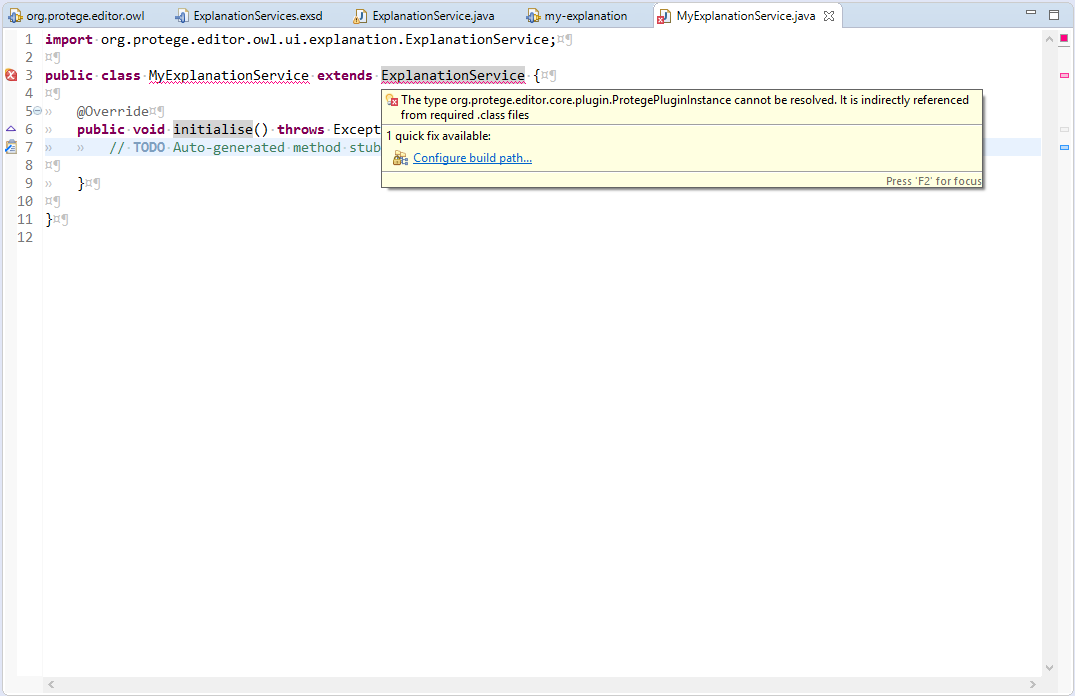 org.protege.editor.owl ExplanationServices.exsd ExplanationService.java my-explanation MyExplanationService.java
1 import·org.protege.editor.owl.ui.explanation.ExplanationService;¤¶
2 ¤¶
3 public·class·MyExplanationService·extends·ExplanationService·{¤¶
4 ¤¶
5 » @Override¤¶
6 » public·void·initialise()·throws·Except
7 » » //·TODO·Auto-generated·method·stub
8 ¤¶
9 » }¤¶
10 ¤¶
11 }¤¶
12
The type org.protege.editor.core.plugin.ProtegePluginInstance cannot be resolved. It is indirectly referenced
from required .class files
1 quick fix available:
Configure build path...
Press 'F2' for focus